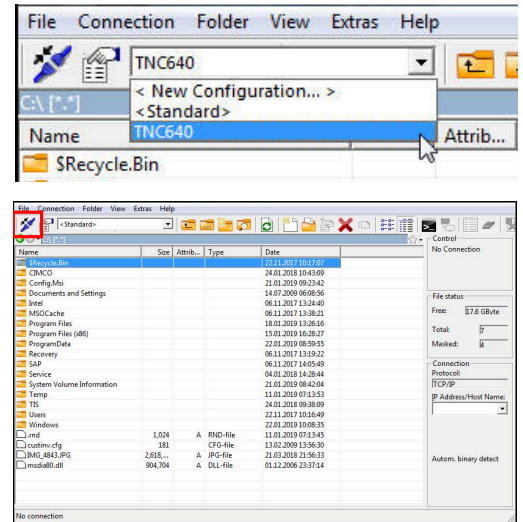 File Connection Folder View Extras Help
TNC640
< New Configuration... >
<Standard>
C:\ [*.*]
TNC640
Name Attrib...
$Recycle.Bin
File Connection Folder View Extras Help
<Standard>
Control
No Connection
Name Size Attrib... Type Date
$Recycle.Bin 22.11.2017 10:17:07
CIMCO 24.01.2018 10:43:09
Config.Msi 21.01.2019 09:23:42
Documents and Settings 14.07.2009 06:08:56
Intel 06.11.2017 13:24:40
MSOCache 06.11.2017 13:38:21
Program Files 18.01.2019 13:26:16
Program Files (x86) 15.01.2019 16:28:27
ProgramData 22.01.2019 08:59:55
Recovery 06.11.2017 13:19:22
SAP 06.11.2017 14:05:49
Service 04.01.2018 14:28:44
System Volume Information 21.01.2019 08:42:04
Temp 11.01.2019 07:13:53
TIS 24.01.2018 09:38:09
Users 22.11.2017 10:16:49
Windows 22.01.2019 10:08:35
.rnd 1,024 A RND-file 11.01.2019 07:13:45
custinv.cfg 181 CFG-file 13.02.2009 13:56:30
IMG_4843.JPG 2,618,... A JPG-file 21.03.2018 21:56:33
msdia80.dll 904,704 A DLL-file 01.12.2006 23:37:14
File status
Free: 17.6 GByte
Total: 7
Masked: 4
Connection
Protocol:
TCP/IP
IP Address/Host Name:
Autom. binary detect
No connection